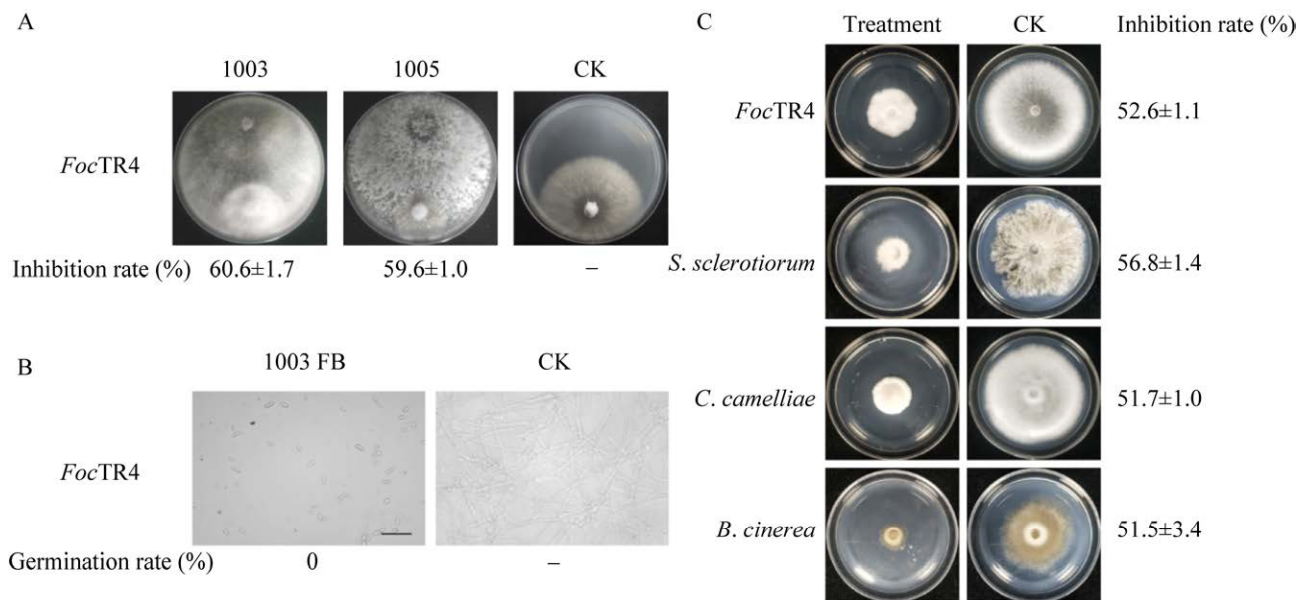 A
1003 1005 CK
FocTR4
Inhibition rate (%) 60.6±1.7 59.6±1.0 –
B
1003 FB CK
FocTR4
Germination rate (%) 0 –
C
Treatment CK Inhibition rate (%)
FocTR4 52.6±1.1
S. sclerotiorum 56.8±1.4
C. camelliae 51.7±1.0
B. cinerea 51.5±3.4